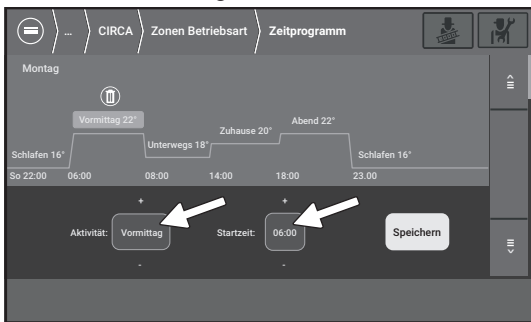 ... CIRCA Zonen Betriebsart Zeitprogramm
Montag
Vormittag 22°
Abend 22°
Zuhause 20°
Unterwegs 18°
Schlafen 16°
Schlafen 16°
So 22:00 06:00 08:00 14:00 18:00 23.00
+ +
Aktivität: Vormittag Startzeit: 06:00 Speichern
- -